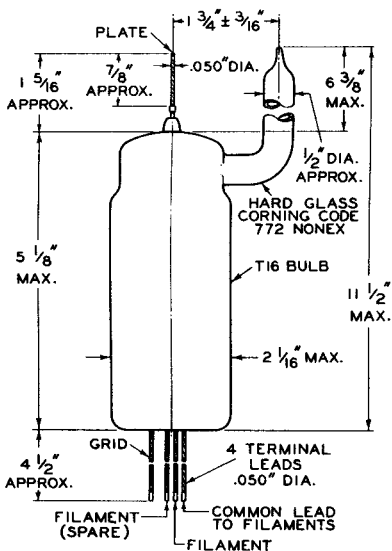 PLATE
1 3/4" ± 3/16"
7/8"
APPROX.
.050" DIA.
1 5/16"
APPROX.
6 3/8"
MAX.
1/2" DIA.
APPROX.
HARD GLASS
CORNING CODE
772 NONEX
5 1/8"
MAX.
T16 BULB
11 1/2"
MAX.
2 1/16" MAX.
GRID
4 1/2"
APPROX.
4 TERMINAL
LEADS
.050" DIA.
FILAMENT
(SPARE)
COMMON LEAD
TO FILAMENTS
FILAMENT